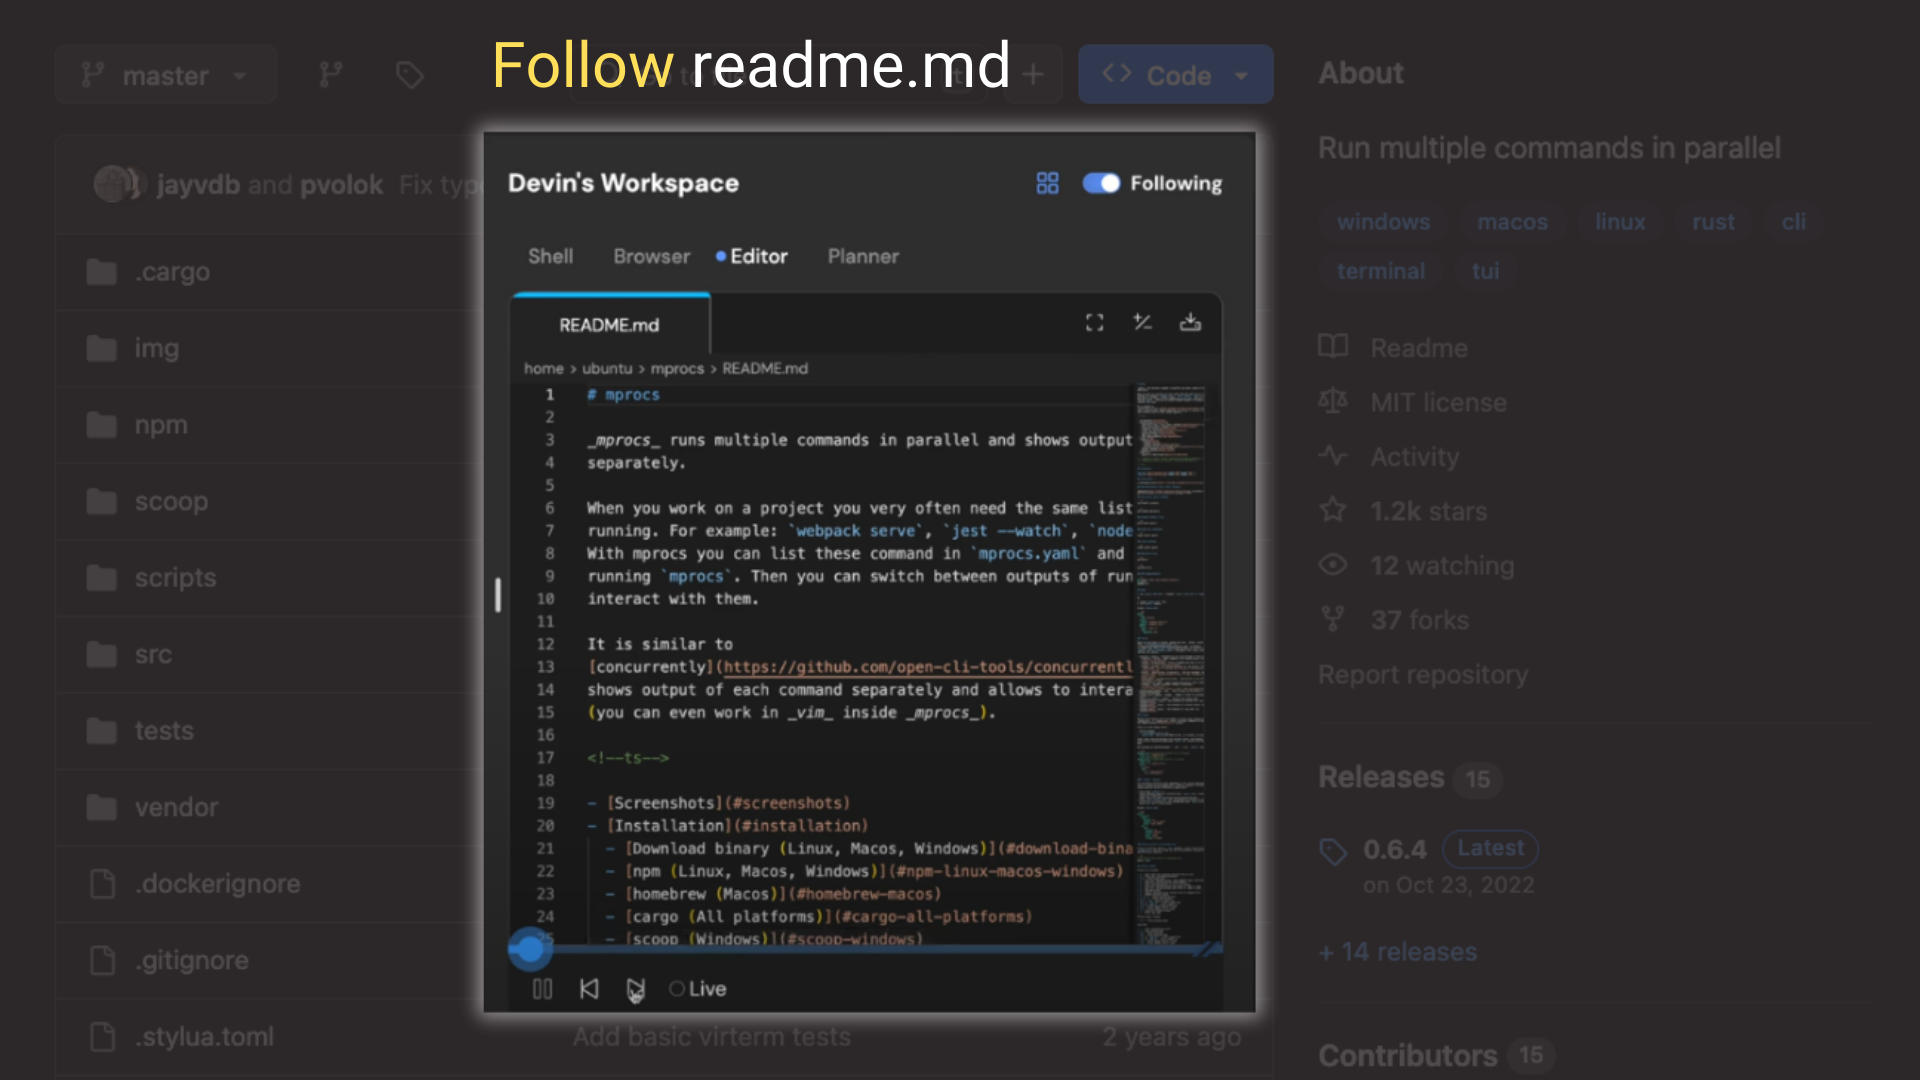 Follow readme.md
master
Code
jayvdb and pvolok Fix typ
.cargo
img
npm
scoop
scripts
src
tests
vendor
.dockerignore
.gitignore
.stylua.toml
Add basic virterm tests
2 years ago
Devin's Workspace
Following
Shell Browser Editor Planner
README.md
home > ubuntu > mprocs > README.md
1 # mprocs
2
3 _mprocs_ runs multiple commands in parallel and shows output
4 separately.
5
6 When you work on a project you very often need the same list
7 running. For example: `webpack serve`, `jest --watch`, `node
8 With mprocs you can list these command in `mprocs.yaml` and
9 running `mprocs`. Then you can switch between outputs of run
10 interact with them.
11
12 It is similar to
13 [concurrently](https://github.com/open-cli-tools/concurrentl
14 shows output of each command separately and allows to intera
15 (you can even work in _vim_ inside _mprocs_).
16
17 <!--ts-->
18
19 - [Screenshots](#screenshots)
20 - [Installation](#installation)
21 - [Download binary (Linux, Macos, Windows)](#download-bina
22 - [npm (Linux, Macos, Windows)](#npm-linux-macos-windows)
23 - [homebrew (Macos)](#homebrew-macos)
24 - [cargo (All platforms)](#cargo-all-platforms)
25 - [scoop (Windows)](#scoop-windows)
Live
About
Run multiple commands in parallel
windows macos linux rust cli
terminal tui
Readme
MIT license
Activity
1.2k stars
12 watching
37 forks
Report repository
Releases 15
0.6.4 Latest
on Oct 23, 2022
+ 14 releases
Contributors 15